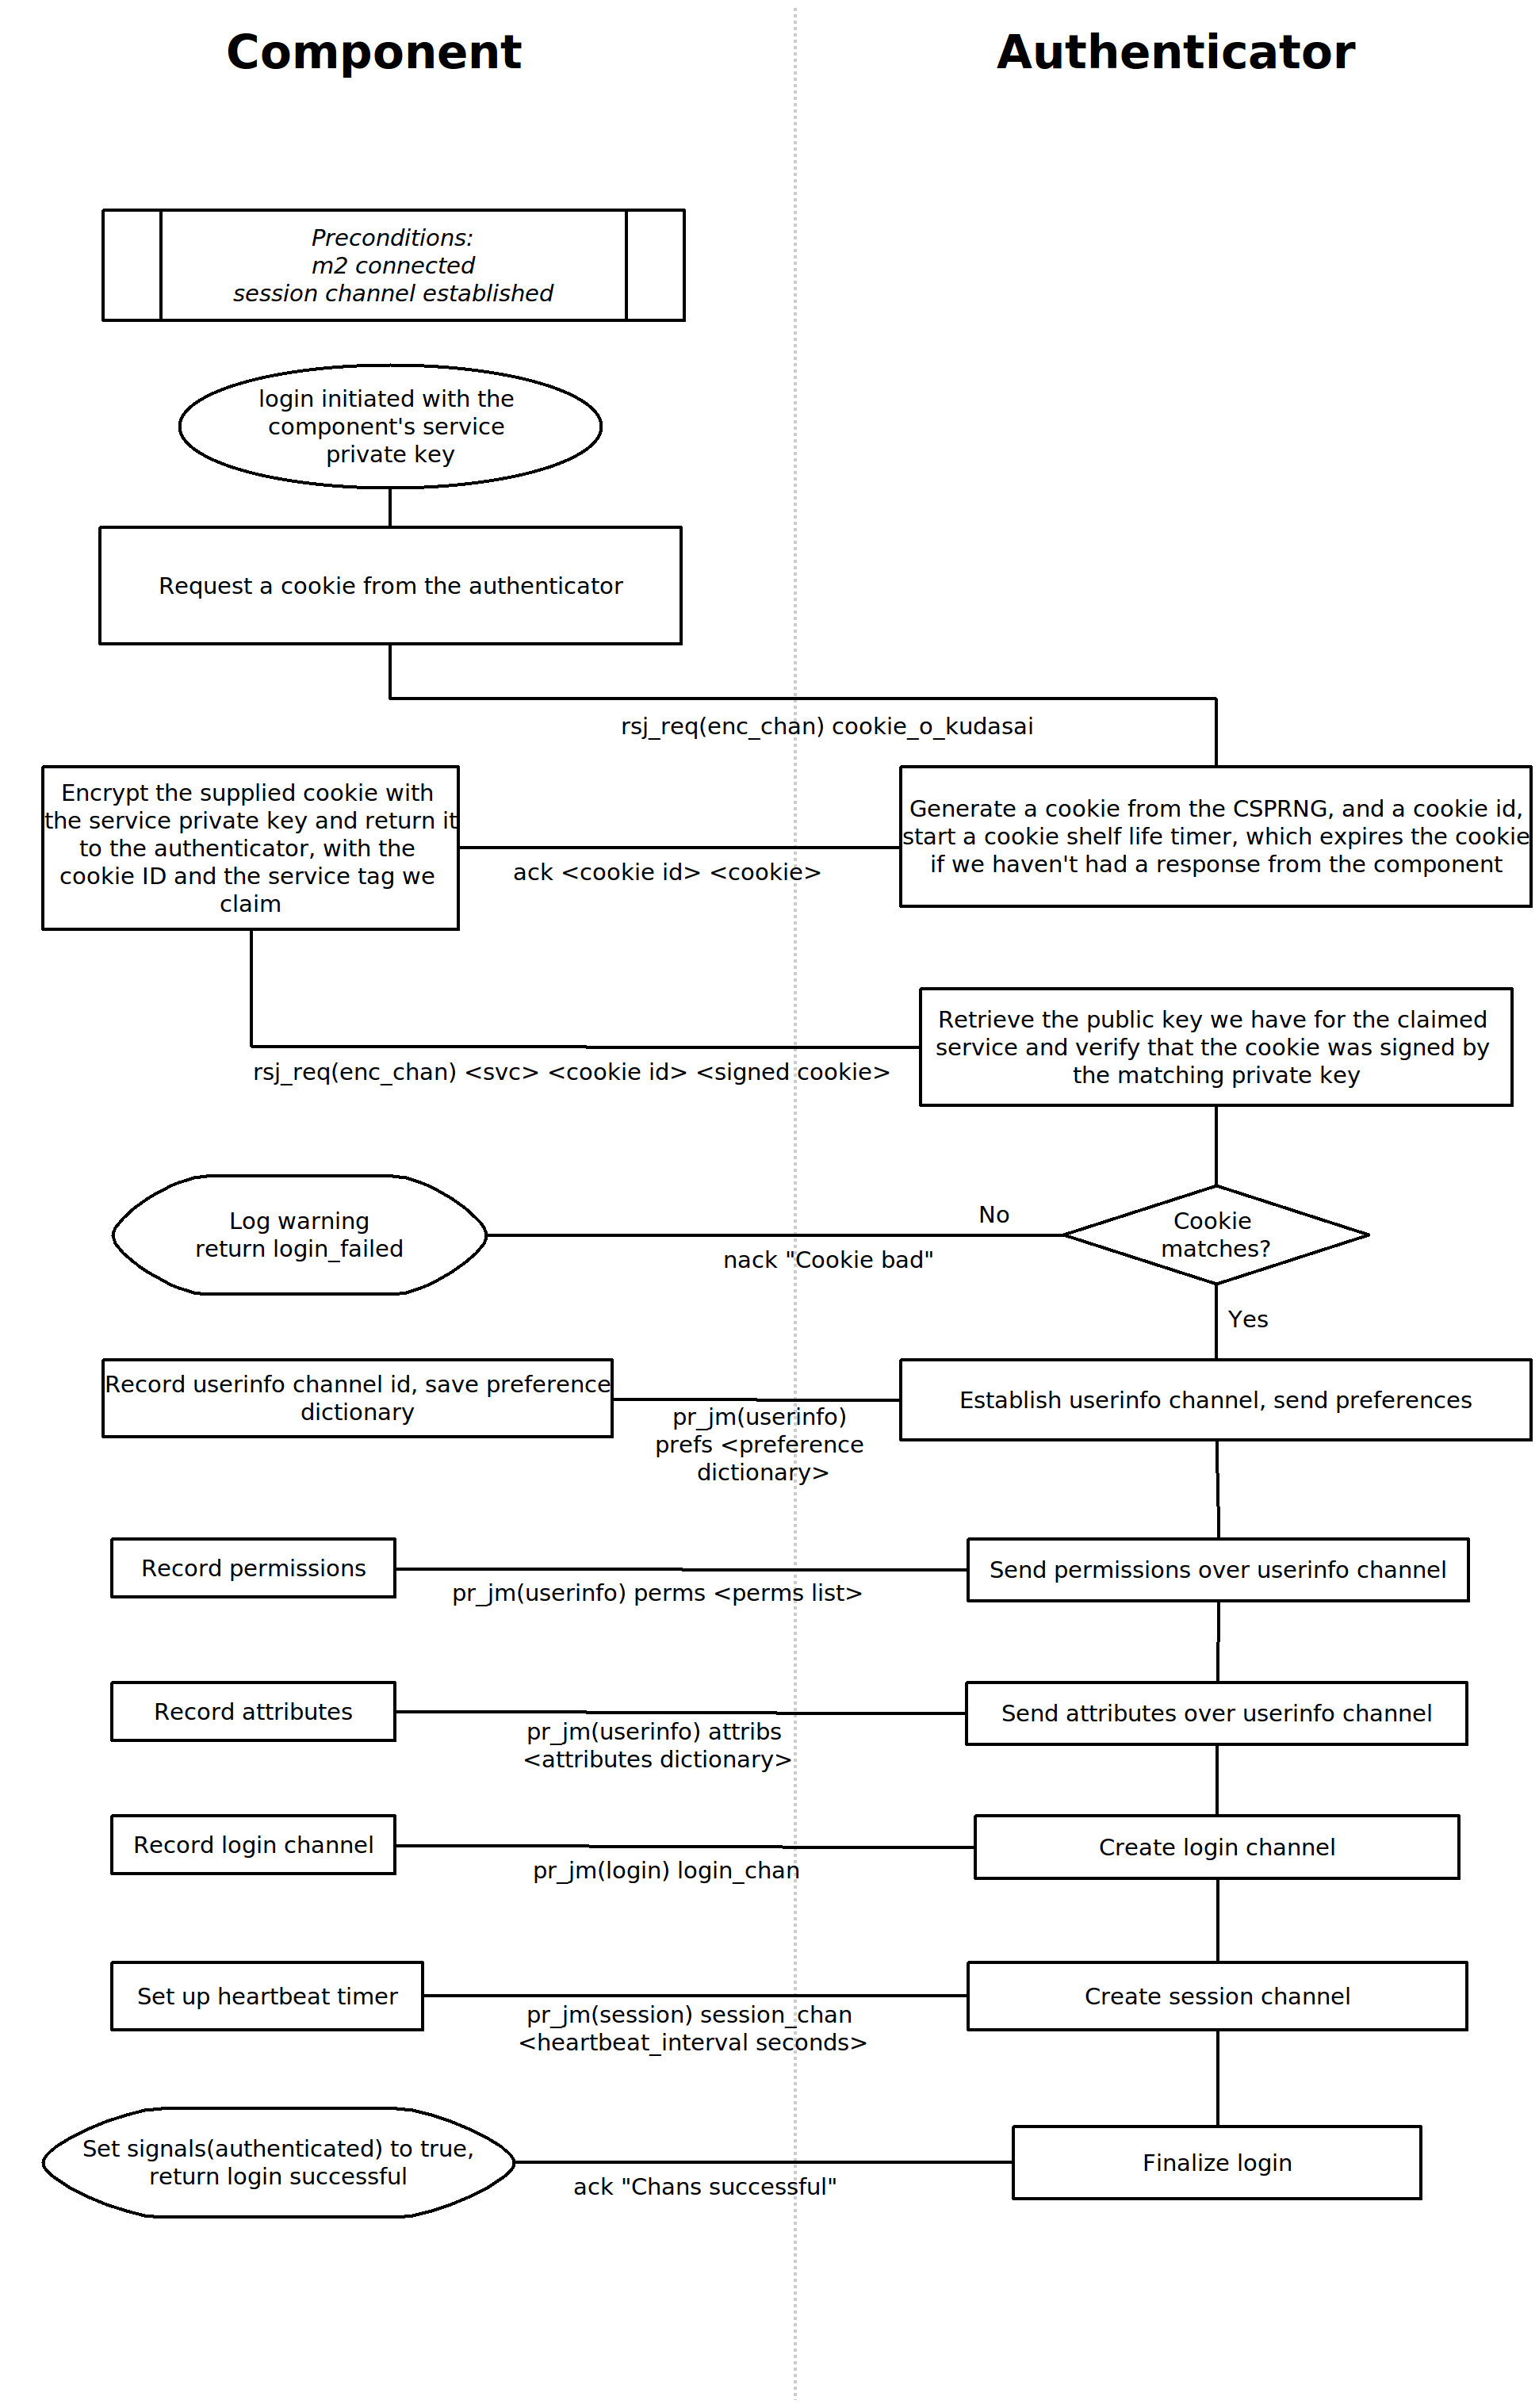 Component
Authenticator
Preconditions:
m2 connected
session channel established
login initiated with the
component's service
private key
Request a cookie from the authenticator
rsj_req(enc_chan) cookie_o_kudasai
Encrypt the supplied cookie with
the service private key and return it
to the authenticator, with the
cookie ID and the service tag we
claim
ack <cookie id> <cookie>
Generate a cookie from the CSPRNG, and a cookie id,
start a cookie shelf life timer, which expires the cookie
if we haven't had a response from the component
Retrieve the public key we have for the claimed
service and verify that the cookie was signed by
the matching private key
rsj_req(enc_chan) <svc> <cookie id> <signed cookie>
Log warning
return login_failed
No
nack "Cookie bad"
Cookie
matches?
Yes
Record userinfo channel id, save preference
dictionary
pr_jm(userinfo)
prefs <preference
dictionary>
Establish userinfo channel, send preferences
Record permissions
pr_jm(userinfo) perms <perms list>
Send permissions over userinfo channel
Record attributes
pr_jm(userinfo) attribs
<attributes dictionary>
Send attributes over userinfo channel
Record login channel
pr_jm(login) login_chan
Create login channel
Set up heartbeat timer
pr_jm(session) session_chan
<heartbeat_interval seconds>
Create session channel
Set signals(authenticated) to true,
return login successful
ack "Chans successful"
Finalize login